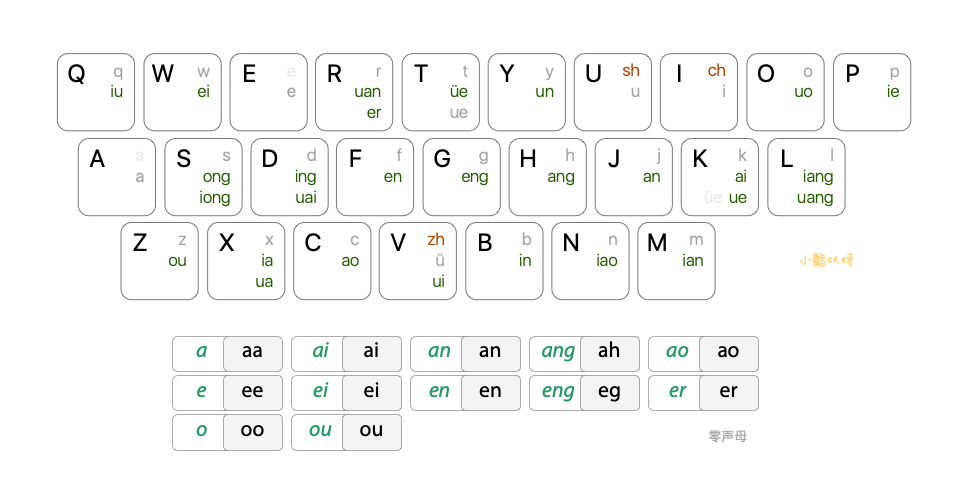 Q q W w E e R r T t Y y U sh I ch O o P p
iu ei e uan üe un u i uo ie
er ue
A a S s D d F f G g H h J j K k L l
a ong ing en eng ang an ai iang
iong uai üe ue uang
Z z X x C c V zh B b N n M m
ou ia ao ü in iao ian 小鶴双拼
ua ui
a aa ai ai an an ang ah ao ao
e ee ei ei en en eng eg er er
o oo ou ou 零声母